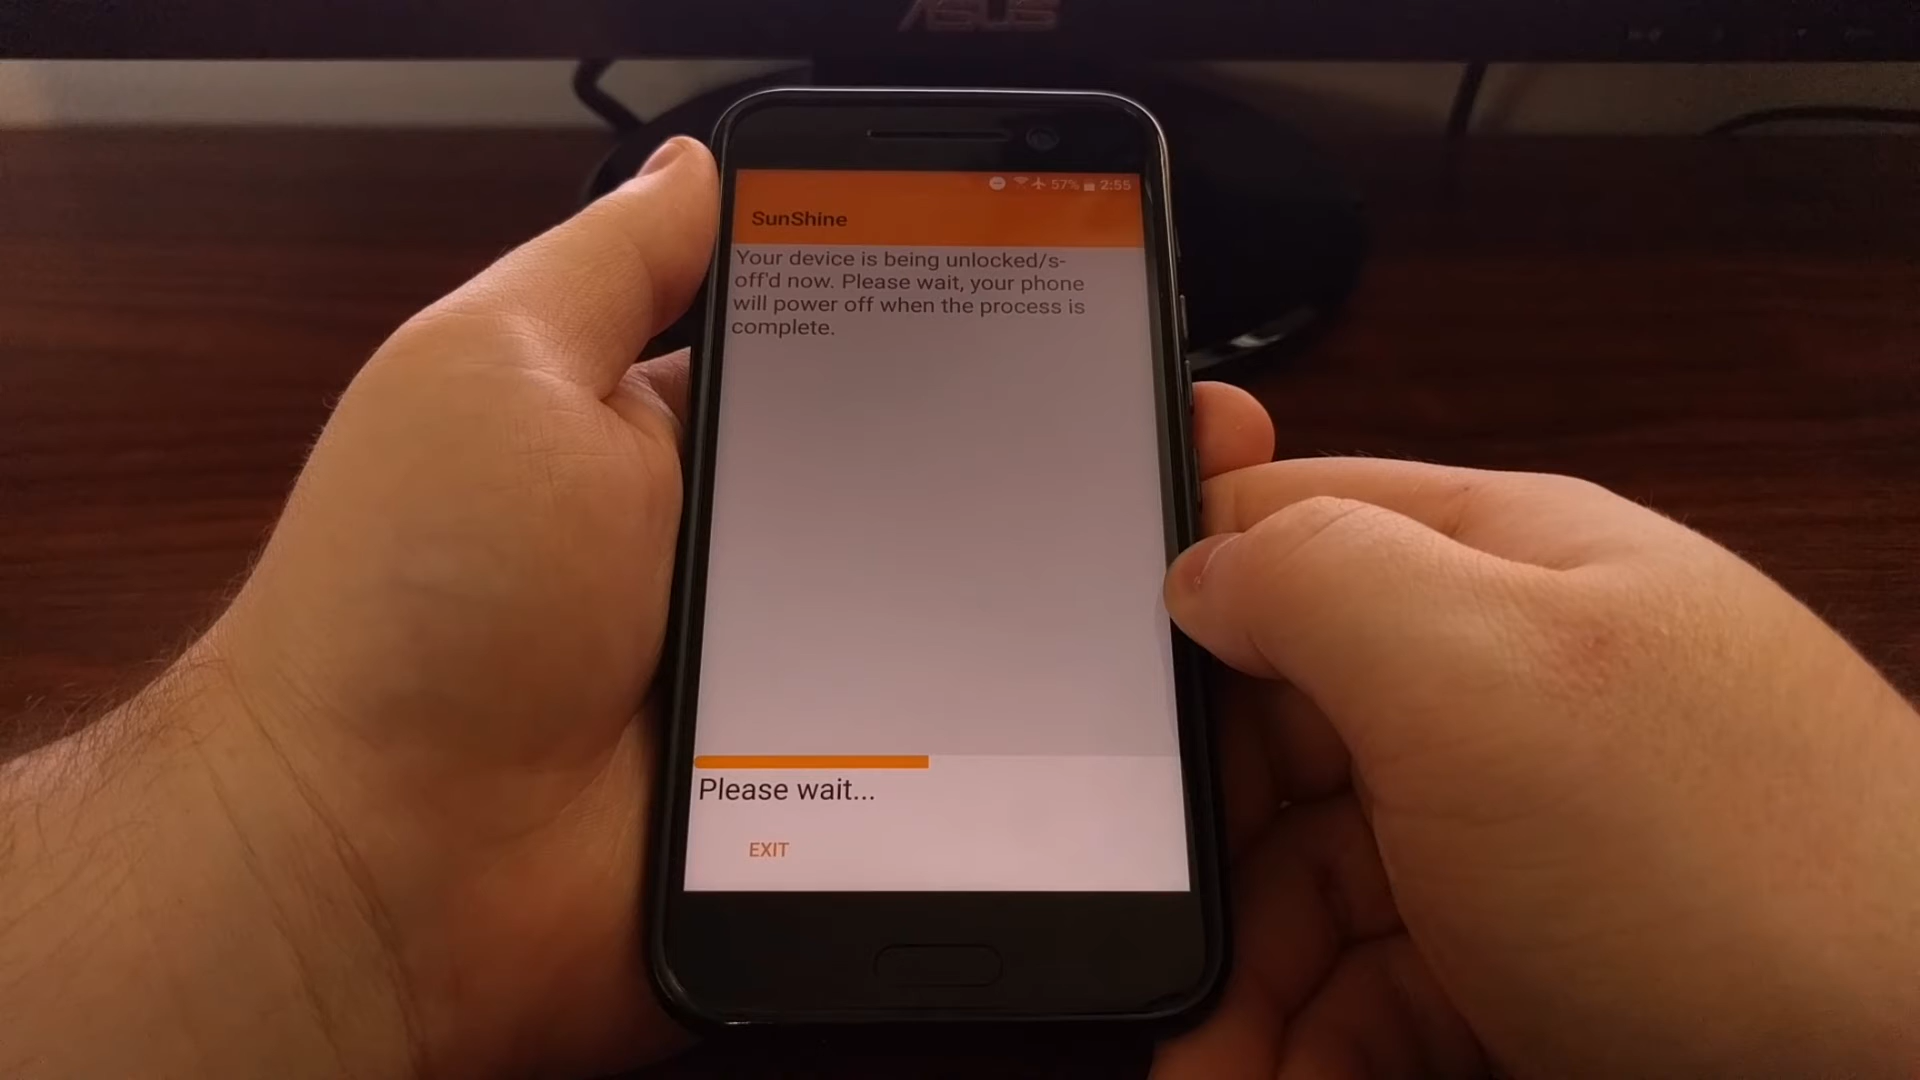 ASUS
57% 2:55
SunShine
Your device is being unlocked/s-
off'd now. Please wait, your phone
will power off when the process is
complete.
Please wait...
EXIT